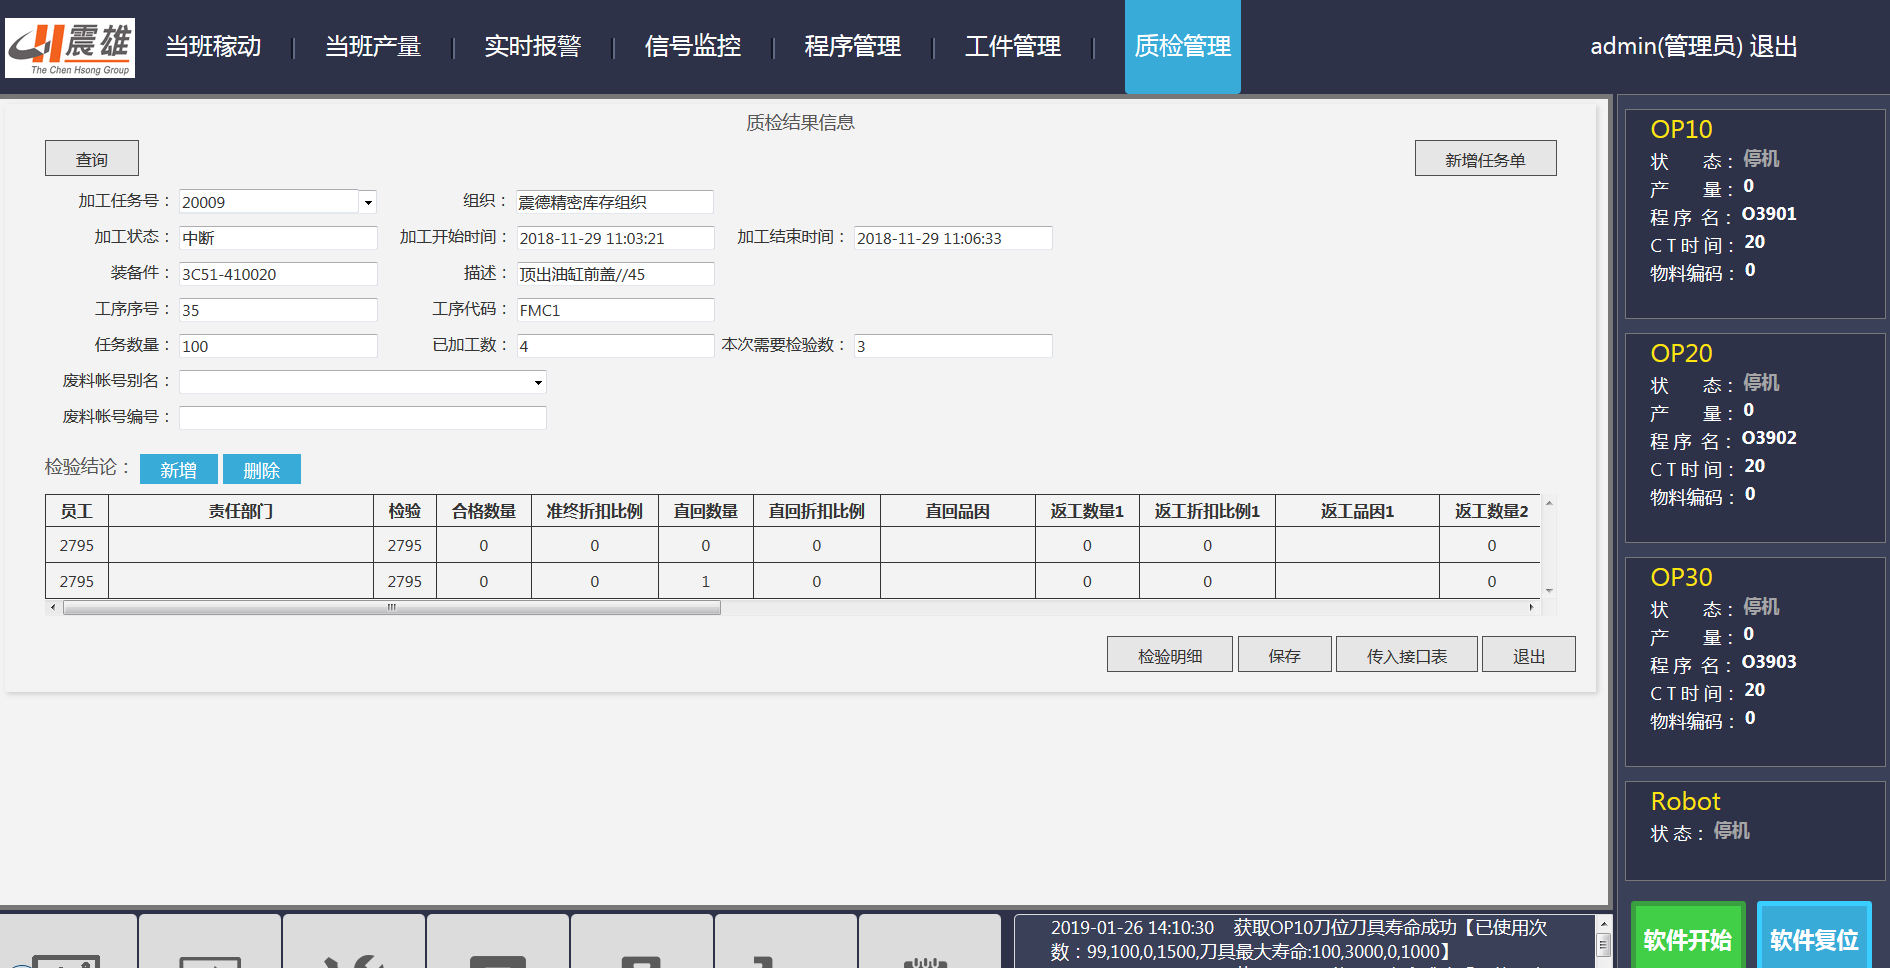 震雄
The Chen Hsong Group
当班稼动 | 当班产量 | 实时报警 | 信号监控 | 程序管理 | 工件管理 | 质检管理
admin(管理员) 退出
质检结果信息
查询 新增任务单
加工任务号： 20009 组织： 震德精密库存组织
加工状态： 中断 加工开始时间： 2018-11-29 11:03:21 加工结束时间： 2018-11-29 11:06:33
装备件： 3C51-410020 描述： 顶出油缸前盖//45
工序序号： 35 工序代码： FMC1
任务数量： 100 已加工数： 4 本次需要检验数： 3
废料帐号别名：
废料帐号编号：
检验结论： 新增 删除
员工 责任部门 检验 合格数量 准终折扣比例 直回数量 直回折扣比例 直回品因 返工数量1 返工折扣比例1 返工品因1 返工数量2
2795 2795 0 0 0 0 0 0 0
2795 2795 0 0 1 0 0 0 0
检验明细 保存 传入接口表 退出
OP10
状 态： 停机
产 量： 0
程 序 名： O3901
C T 时 间： 20
物料编码： 0
OP20
状 态： 停机
产 量： 0
程 序 名： O3902
C T 时 间： 20
物料编码： 0
OP30
状 态： 停机
产 量： 0
程 序 名： O3903
C T 时 间： 20
物料编码： 0
Robot
状 态： 停机
2019-01-26 14:10:30 获取OP10刀位刀具寿命成功【已使用次
数：99,100,0,1500,刀具最大寿命:100,3000,0,1000】
软件开始 软件复位